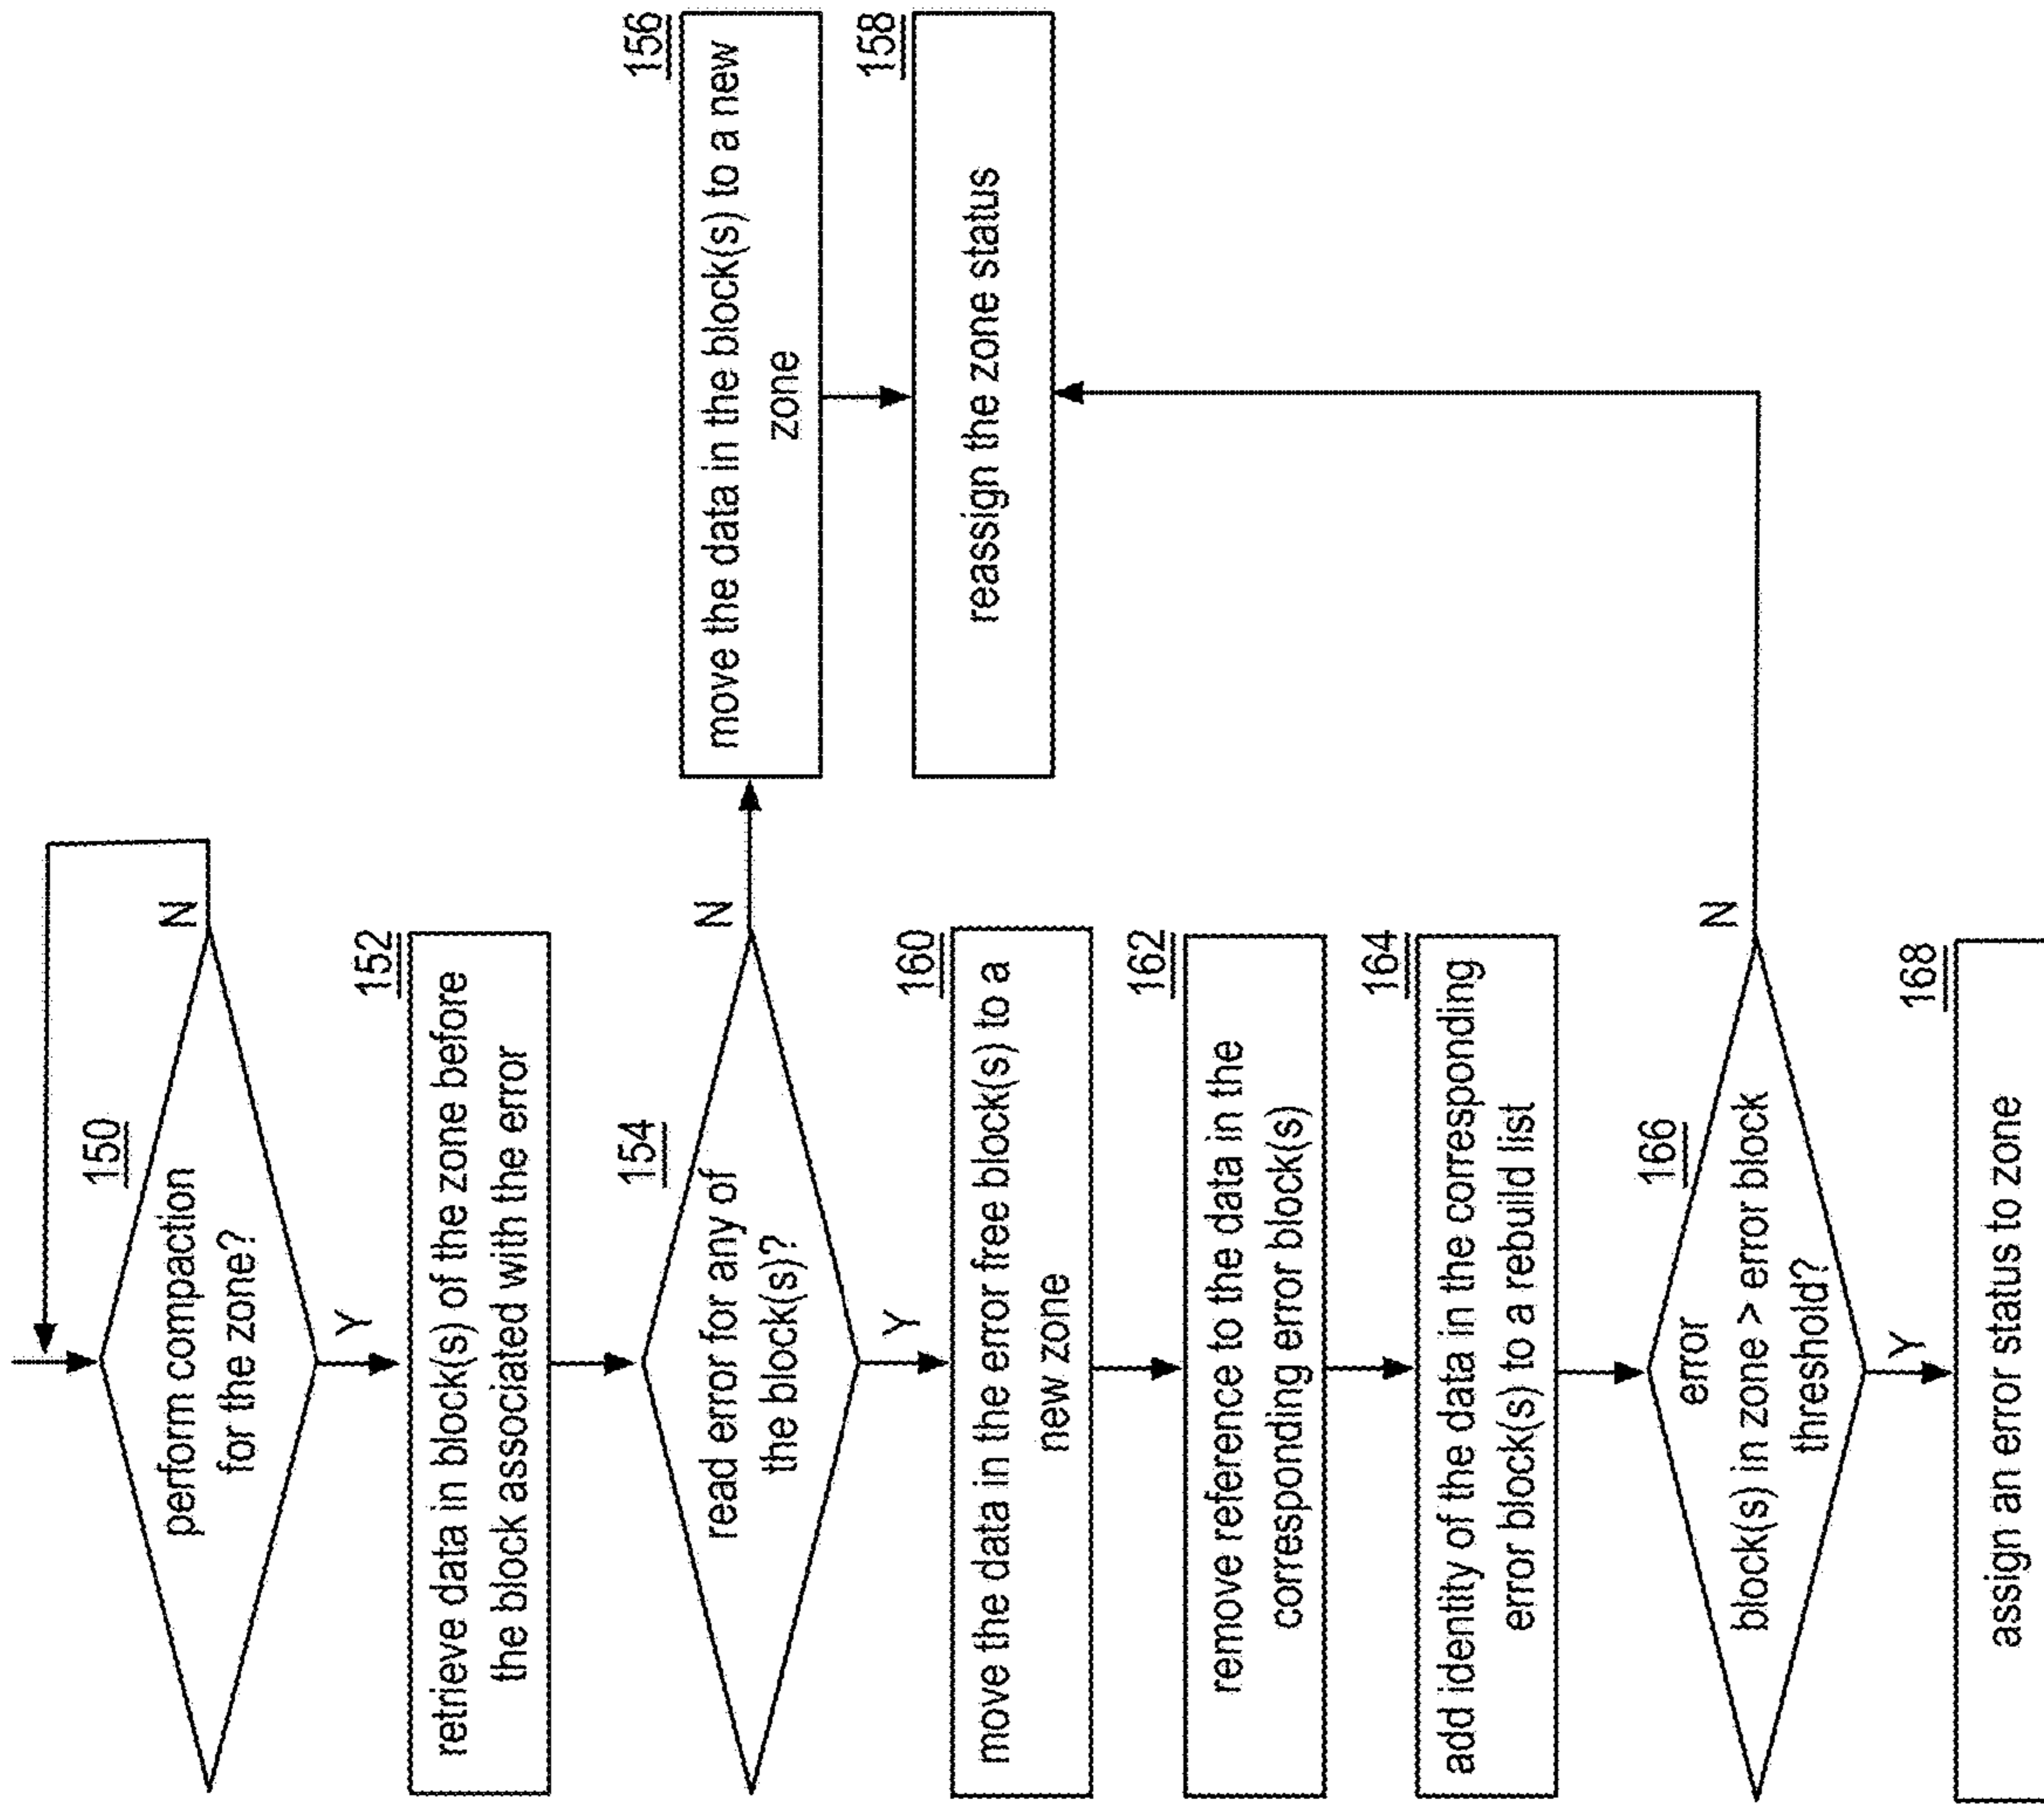 150
perform compaction
for the zone?
N
Y
152
retrieve data in block(s) of the zone before
the block associated with the error
154
read error for any of
the block(s)?
N
Y
156
move the data in the block(s) to a new
zone
158
reassign the zone status
160
move the data in the error free block(s) to a
new zone
162
remove reference to the data in the
corresponding error block(s)
164
add identity of the data in the corresponding
error block(s) to a rebuild list
166
error
block(s) in zone > error block
threshold?
N
Y
168
assign an error status to zone